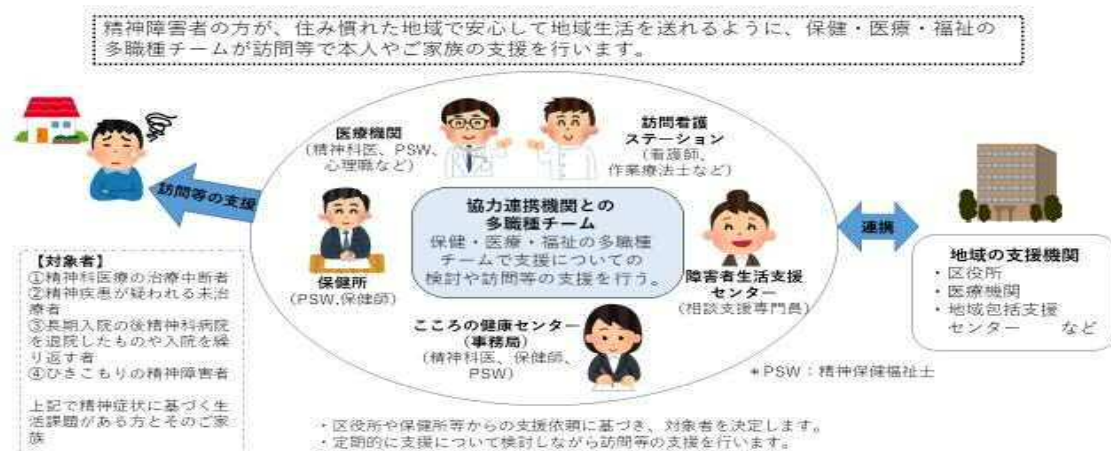 精神障害者の方が、住み慣れた地域で安心して地域生活を送れるように、保健・医療・福祉の
多職種チームが訪問等で本人やご家族の支援を行います。
医療機関
(精神科医、PSW、
心理職など)
訪問看護
ステーション
(看護師、
作業療法士など)
訪問等の支援
保健所
(PSW,保健師)
協力連携機関との
多職種チーム
保健・医療・福祉の多職種
チームで支援についての
検討や訪問等の支援を行う。
障害者生活支援
センター
(相談支援専門員)
こころの健康センター
(事務局)
(精神科医、保健師、
PSW)
連携
地域の支援機関
・区役所
・医療機関
・地域包括支援
センター など
*PSW:精神保健福祉士
【対象者】
①精神科医療の治療中断者
②精神疾患が疑われる未治
療者
③長期入院の後精神科病院
を退院したものや入院を繰
り返す者
④ひきこもりの精神障害者
上記で精神症状に基づく生
活課題がある方とそのご家
族
・区役所や保健所等からの支援依頼に基づき、対象者を決定します。
・定期的に支援について検討しながら訪問等の支援を行います。